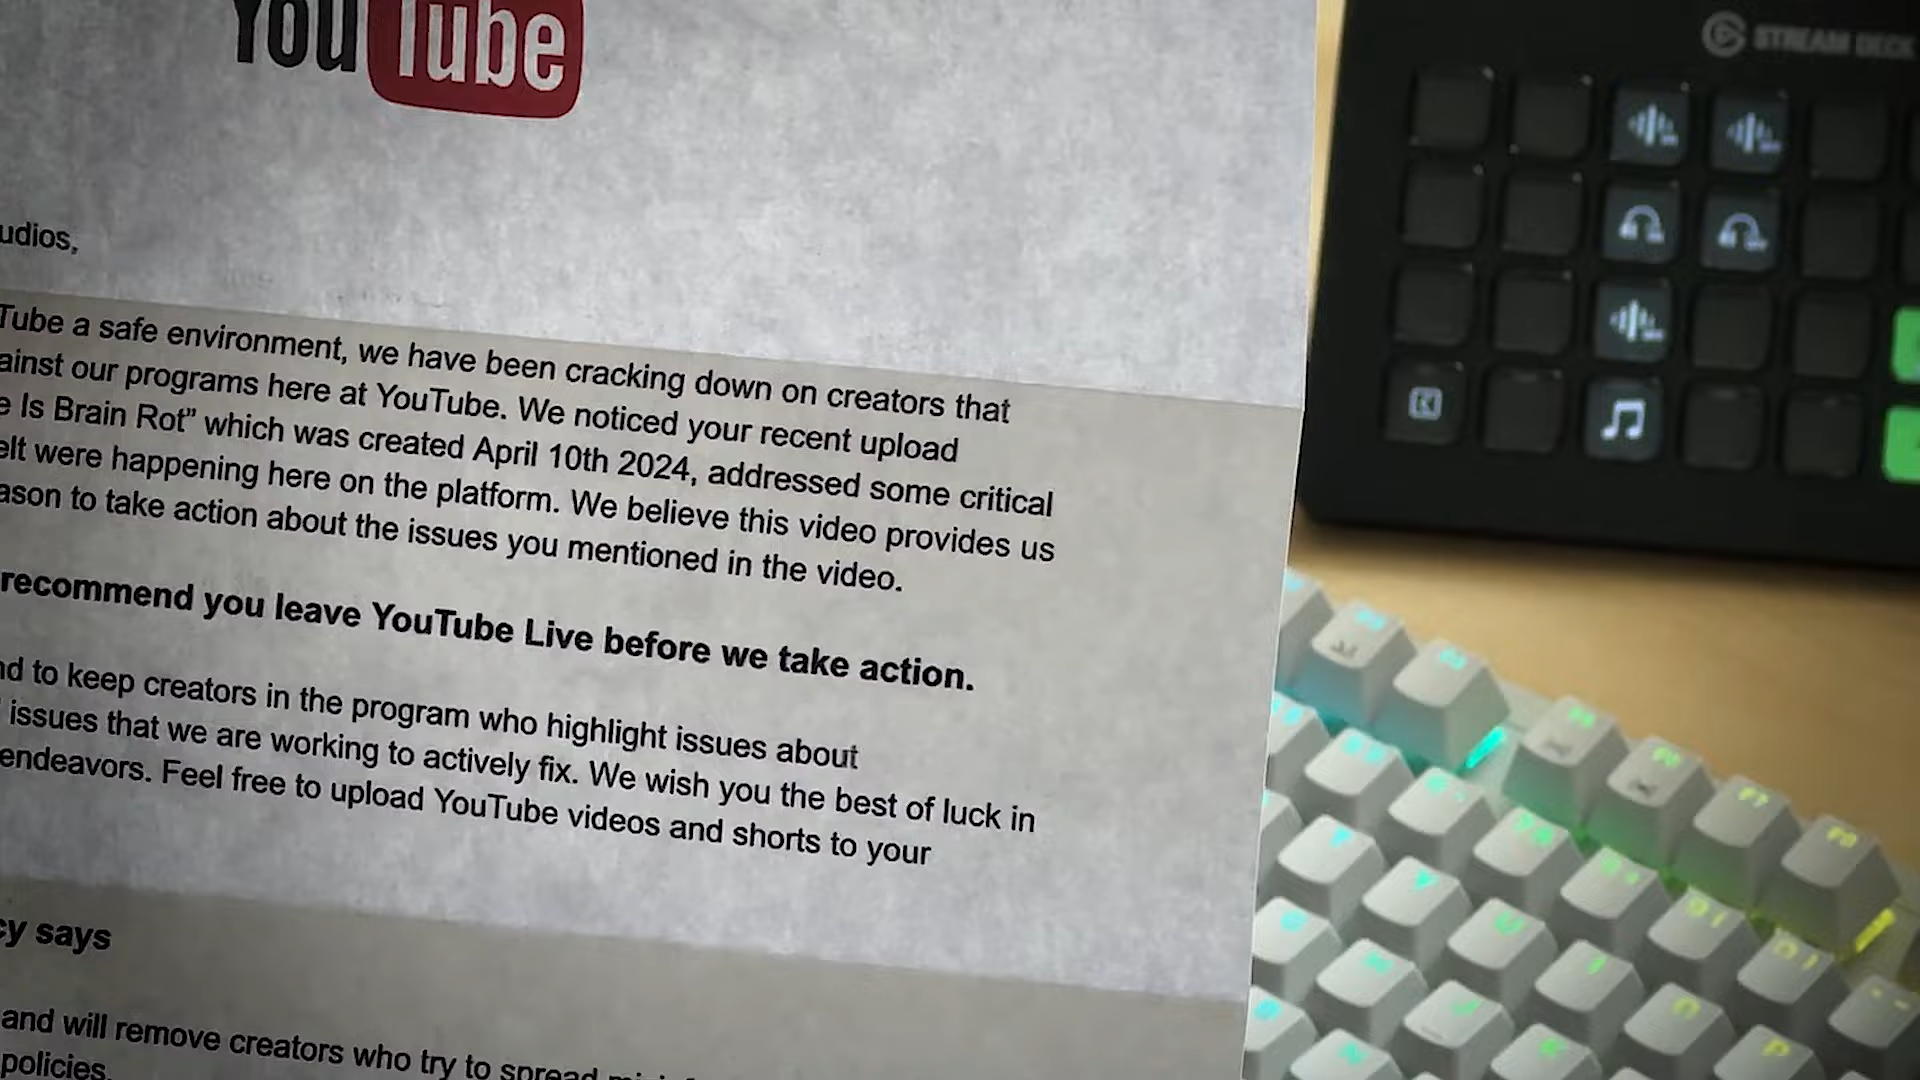 YouTube
STREAM DECK
udios,
Tube a safe environment, we have been cracking down on creators that
ainst our programs here at YouTube. We noticed your recent upload
e Is Brain Rot” which was created April 10th 2024, addressed some critical
elt were happening here on the platform. We believe this video provides us
ason to take action about the issues you mentioned in the video.
recommend you leave YouTube Live before we take action.
nd to keep creators in the program who highlight issues about
issues that we are working to actively fix. We wish you the best of luck in
endeavors. Feel free to upload YouTube videos and shorts to your
cy says
and will remove creators who try to spread
policies.